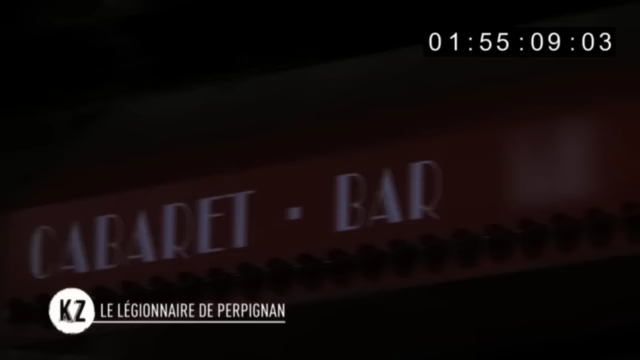 01:55:09:03
CABARET · BAR
KZ LE LÉGIONNAIRE DE PERPIGNAN